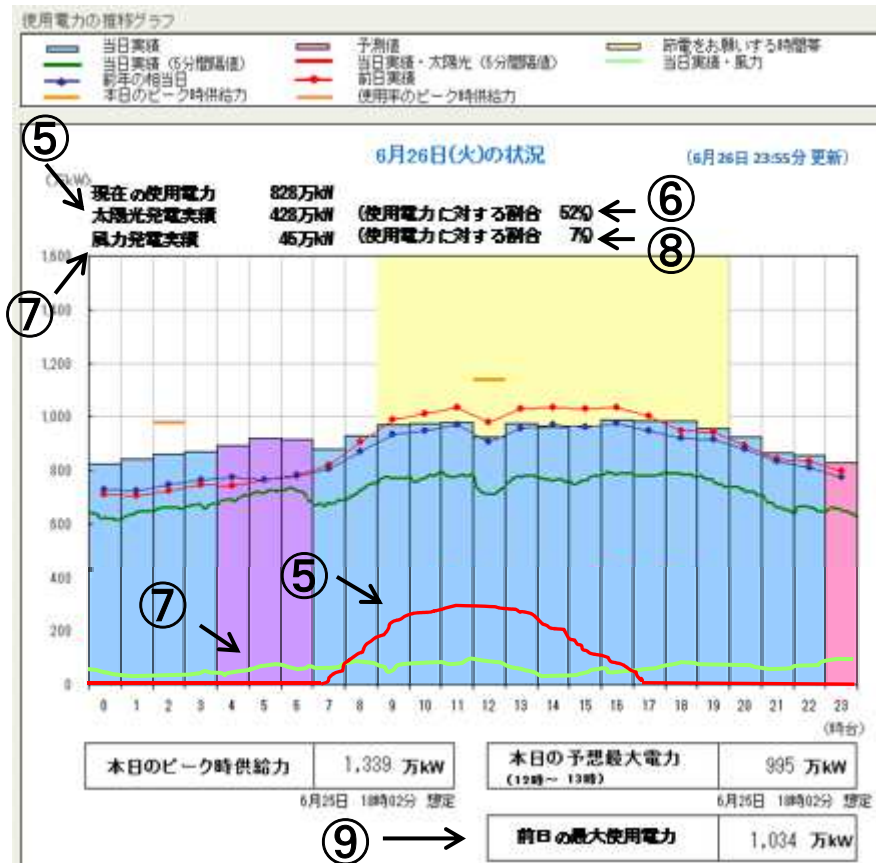 使用電力の推移グラフ
当日実績 予測値 節電をお願いする時間帯
当日実績(5分間隔値) 当日実績・太陽光(5分間隔値) 当日実績・風力
前年の相当日 前日実績
本日のピーク時供給力 使用率のピーク時供給力
⑤ 6月26日(火)の状況 (6月26日 23:55分 更新)
(万kW)
現在の使用電力 828万kW
太陽光発電実績 428万kW (使用電力に対する割合 52%) ⑥
風力発電実績 45万kW (使用電力に対する割合 7%) ⑧
⑦
1,600
1,400
1,200
1,000
800
600
400
200
0
⑤
⑦
0 1 2 3 4 5 6 7 8 9 10 11 12 13 14 15 16 17 18 19 20 21 22 23
(時台)
本日のピーク時供給力 1,339 万kW 本日の予想最大電力 995 万kW
(12時~ 13時)
6月25日 18時02分 想定 6月25日 18時02分 想定
⑨ 前日の最大使用電力 1,034 万kW